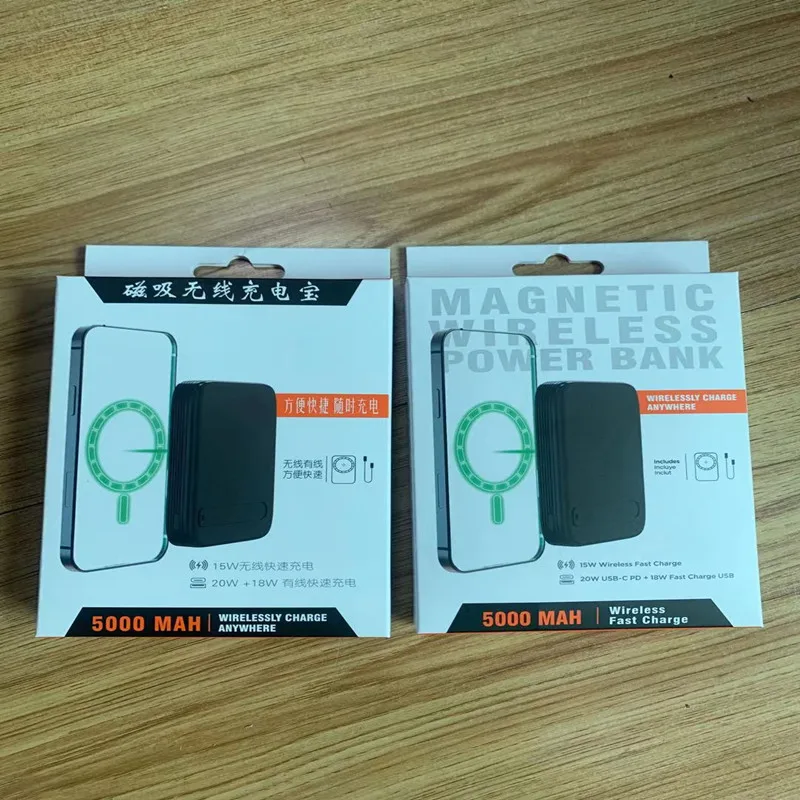 磁吸无线充电宝
方便快捷 随时充电
无线有线
方便快速
15W无线快速充电
20W +18W 有线快速充电
5000 MAH
WIRELESSLY CHARGE
ANYWHERE
MAGNETIC
WIRELESS
POWER BANK
WIRELESSLY CHARGE
ANYWHERE
Includes
Incluye
Inclut
15W Wireless Fast Charge
20W USB-C PD + 18W Fast Charge USB
5000 MAH
Wireless
Fast Charge